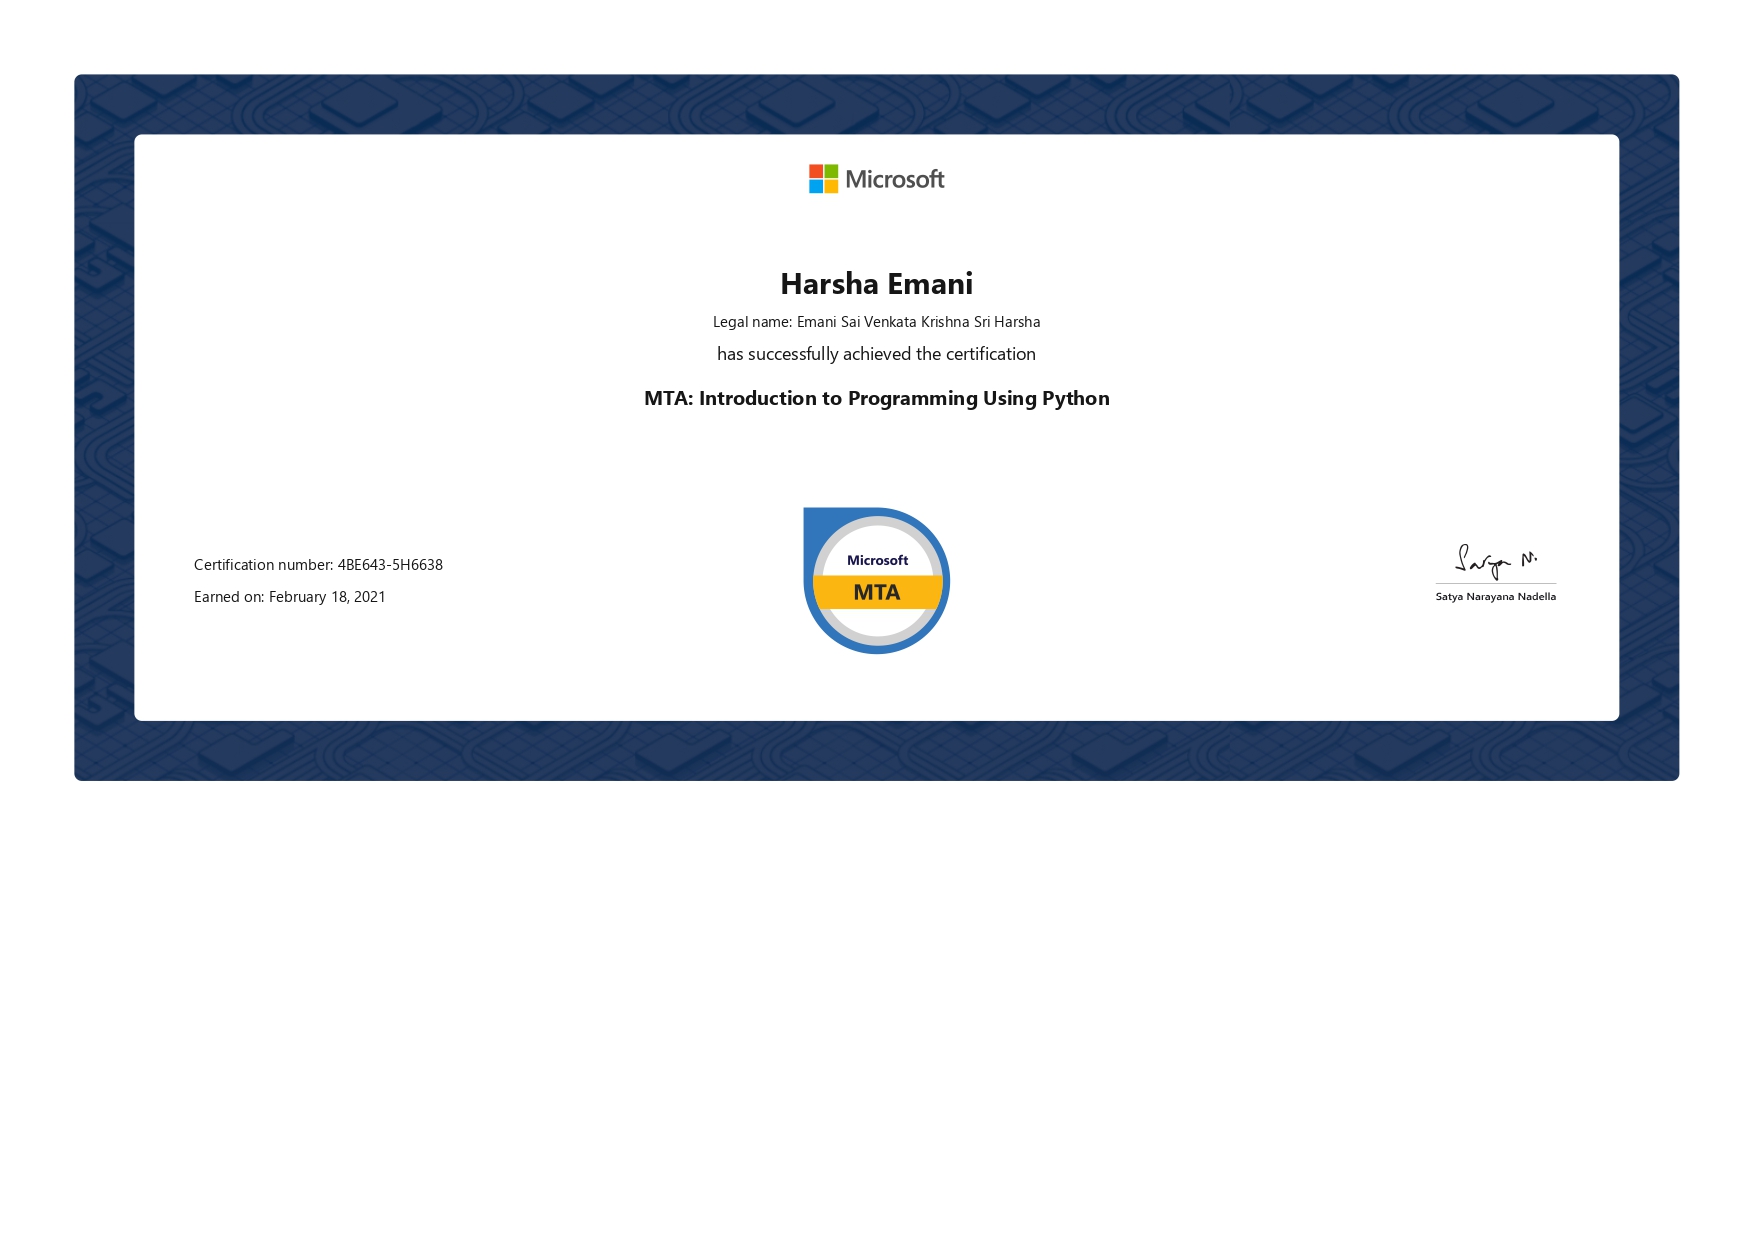 Microsoft
Harsha Emani
Legal name: Emani Sai Venkata Krishna Sri Harsha
has successfully achieved the certification
MTA: Introduction to Programming Using Python
Certification number: 4BE643-5H6638
Earned on: February 18, 2021
Microsoft
MTA
Satya N.
Satya Narayana Nadella